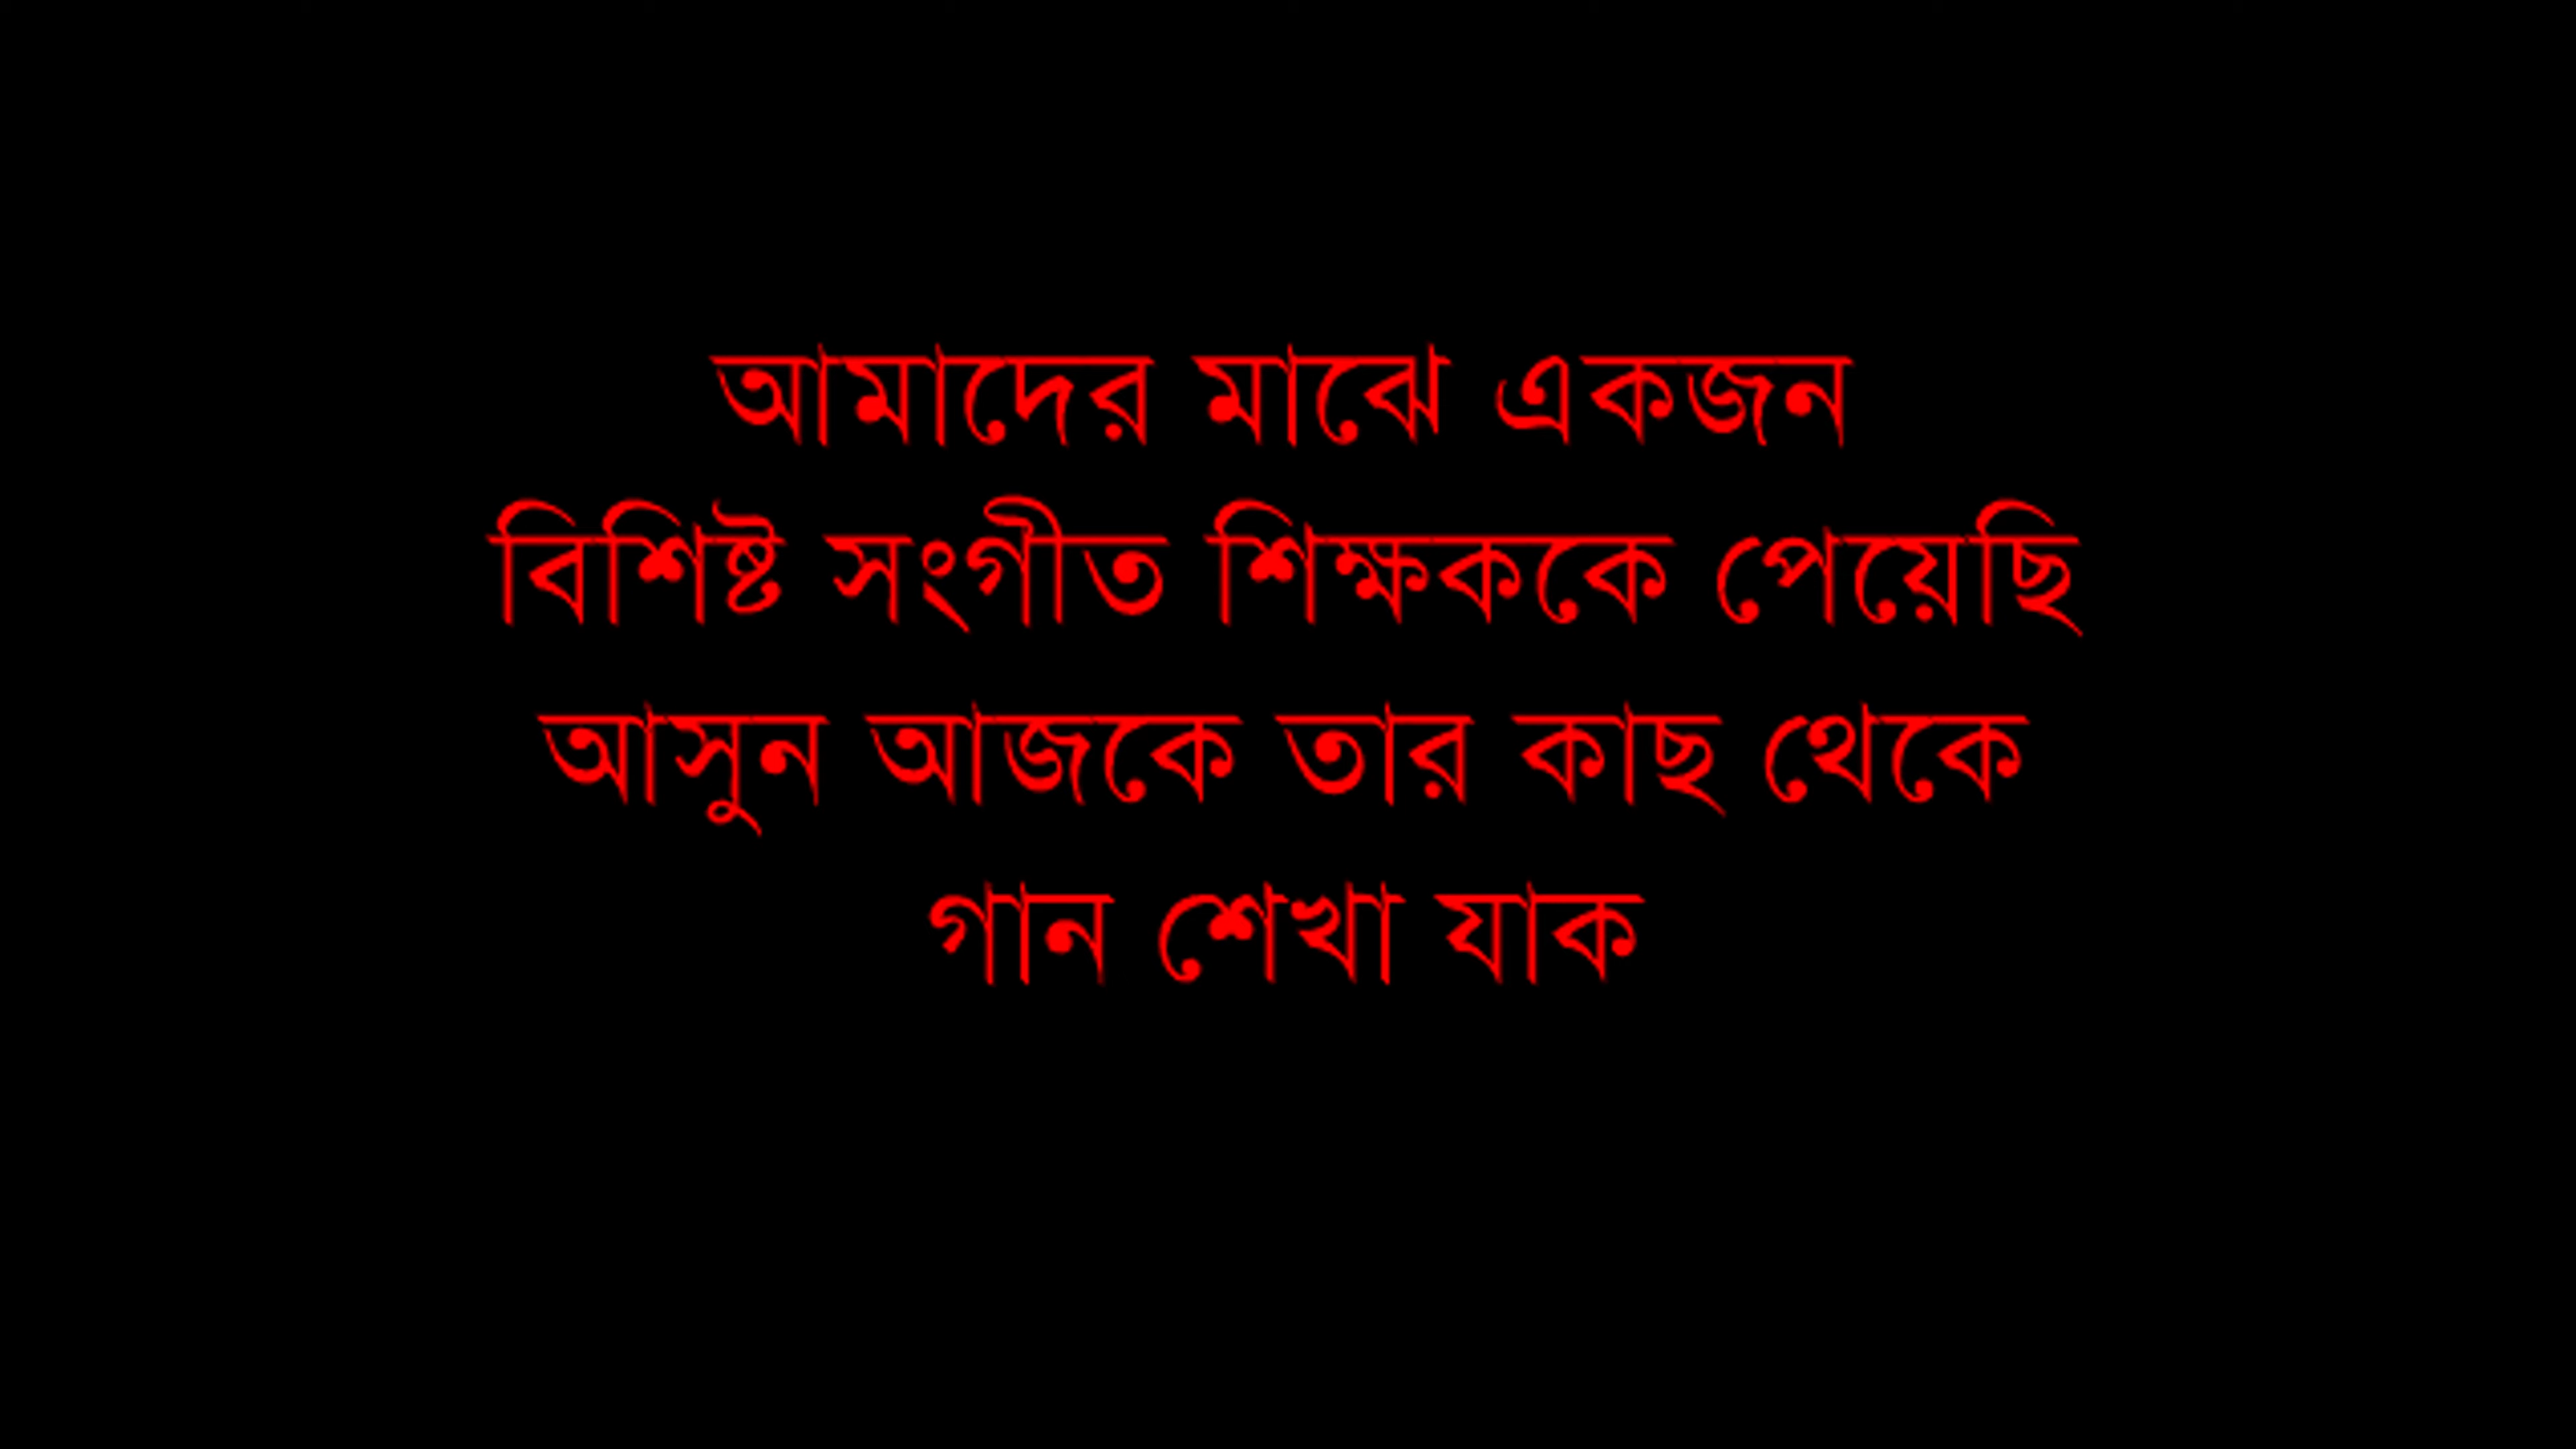 আমাদের মাঝে একজন
বিশিষ্ট সংগীত শিক্ষককে পেয়েছি
আসুন আজকে তার কাছ থেকে
গান শেখা যাক